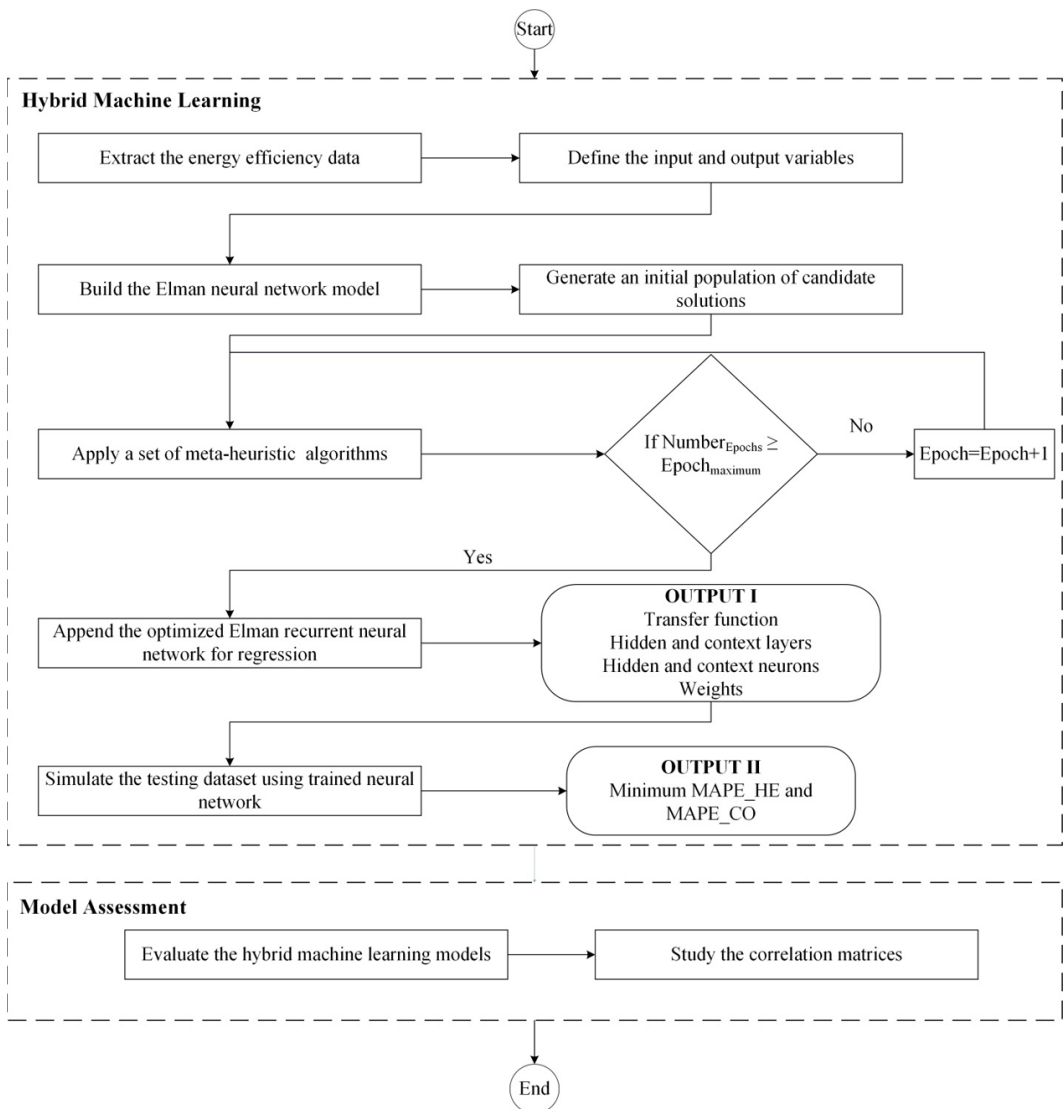 Start
Hybrid Machine Learning
Extract the energy efficiency data
Define the input and output variables
Build the Elman neural network model
Generate an initial population of candidate
solutions
Apply a set of meta-heuristic algorithms
If Number_Epochs ≥
Epoch_maximum
No
Epoch=Epoch+1
Yes
Append the optimized Elman recurrent neural
network for regression
OUTPUT I
Transfer function
Hidden and context layers
Hidden and context neurons
Weights
Simulate the testing dataset using trained neural
network
OUTPUT II
Minimum MAPE_HE and
MAPE_CO
Model Assessment
Evaluate the hybrid machine learning models
Study the correlation matrices
End